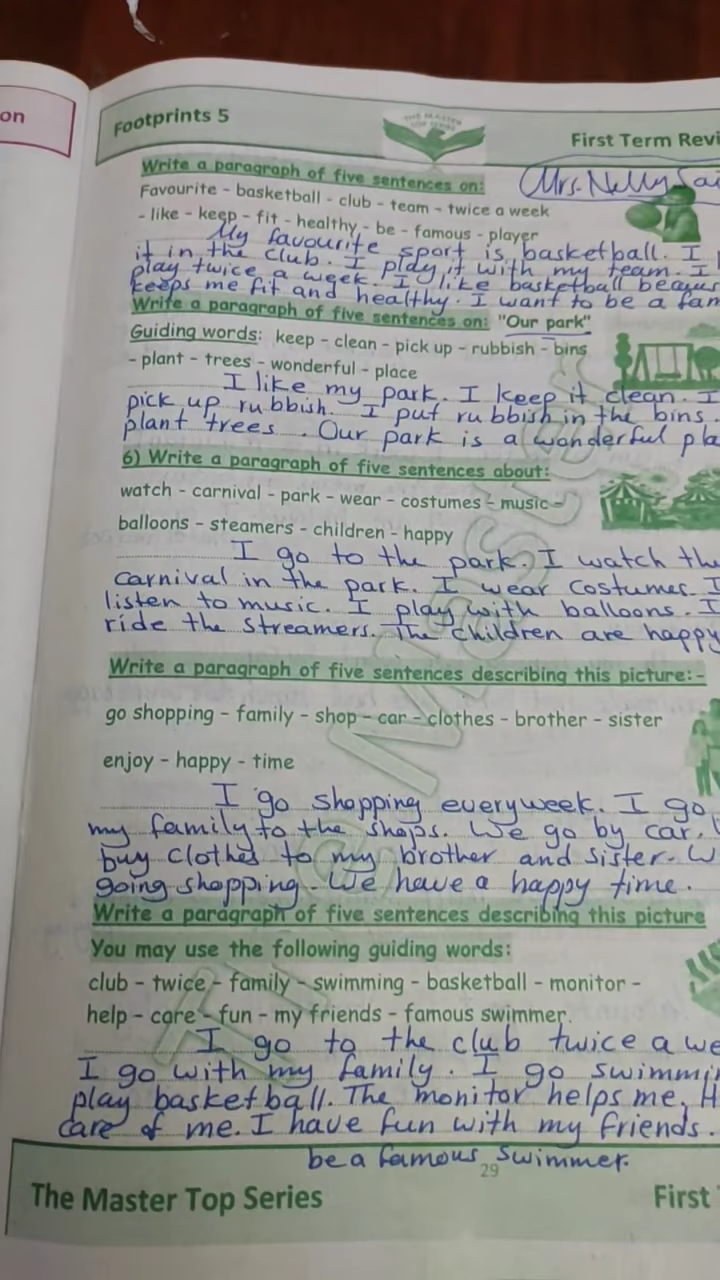 on
Footprints 5
THE MASTER
TOP SERIES
First Term Revi
Write a paragraph of five sentences on:
Mrs. Nelly Sai
Favourite - basketball - club - team - twice a week
- like - keep - fit - healthy - be - famous - player
My favourite sport is basketball. I
it in the club. I play it with my team. I
play twice a week. I like basketball becaus
keeps me fit and healthy. I want to be a fam
Write a paragraph of five sentences on: "Our park"
Guiding words: keep - clean - pick up - rubbish - bins
- plant - trees - wonderful - place
I like my park. I keep it clean. I
pick up rubbish. I put rubbish in the bins.
plant trees. Our park is a wonderful pla
6) Write a paragraph of five sentences about:
watch - carnival - park - wear - costumes - music -
balloons - steamers - children - happy
I go to the park. I watch the
carnival in the park. I wear costumes. I
listen to music. I play with balloons. I
ride the streamers. The children are happy
Write a paragraph of five sentences describing this picture:-
go shopping - family - shop - car - clothes - brother - sister
enjoy - happy - time
I go shopping everyweek. I go
my family to the shops. We go by car.
buy clothes to my brother and sister. W
going shopping. We have a happy time.
Write a paragraph of five sentences describing this picture
You may use the following guiding words:
club - twice - family - swimming - basketball - monitor -
help - care - fun - my friends - famous swimmer.
I go to the club twice a we
I go with my family. I go swimmin
play basketball. The monitor helps me. H
care of me. I have fun with my friends.
be a famous swimmer.
29
The Master Top Series
First
The Master